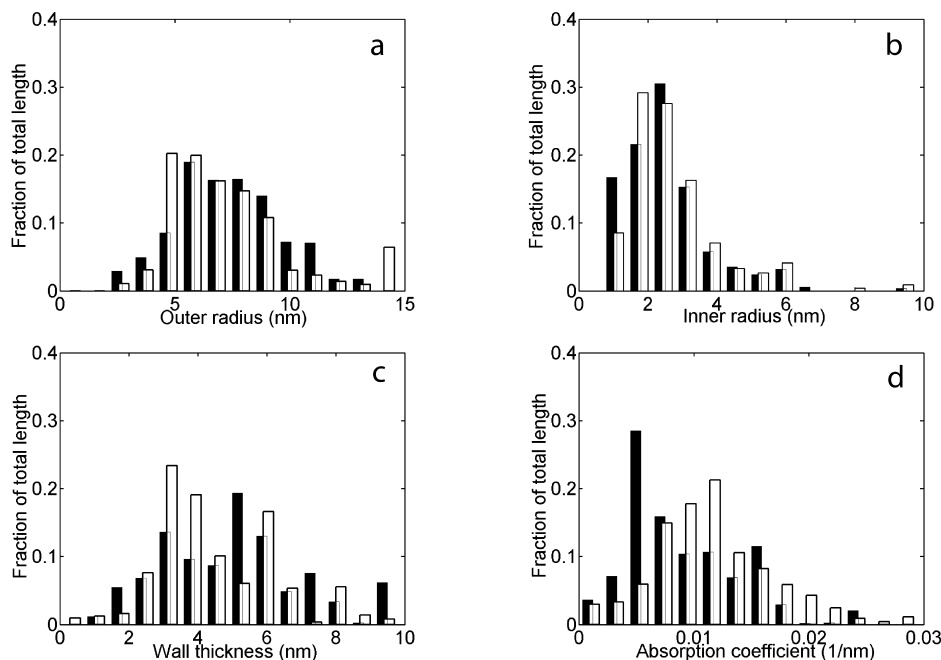 a
0.4
0.3
0.2
0.1
0
0 5 10 15
Fraction of total length
Outer radius (nm)
b
0.4
0.3
0.2
0.1
0
0 2 4 6 8 10
Fraction of total length
Inner radius (nm)
c
0.4
0.3
0.2
0.1
0
0 2 4 6 8 10
Fraction of total length
Wall thickness (nm)
d
0.4
0.3
0.2
0.1
0
0 0.01 0.02 0.03
Fraction of total length
Absorption coefficient (1/nm)